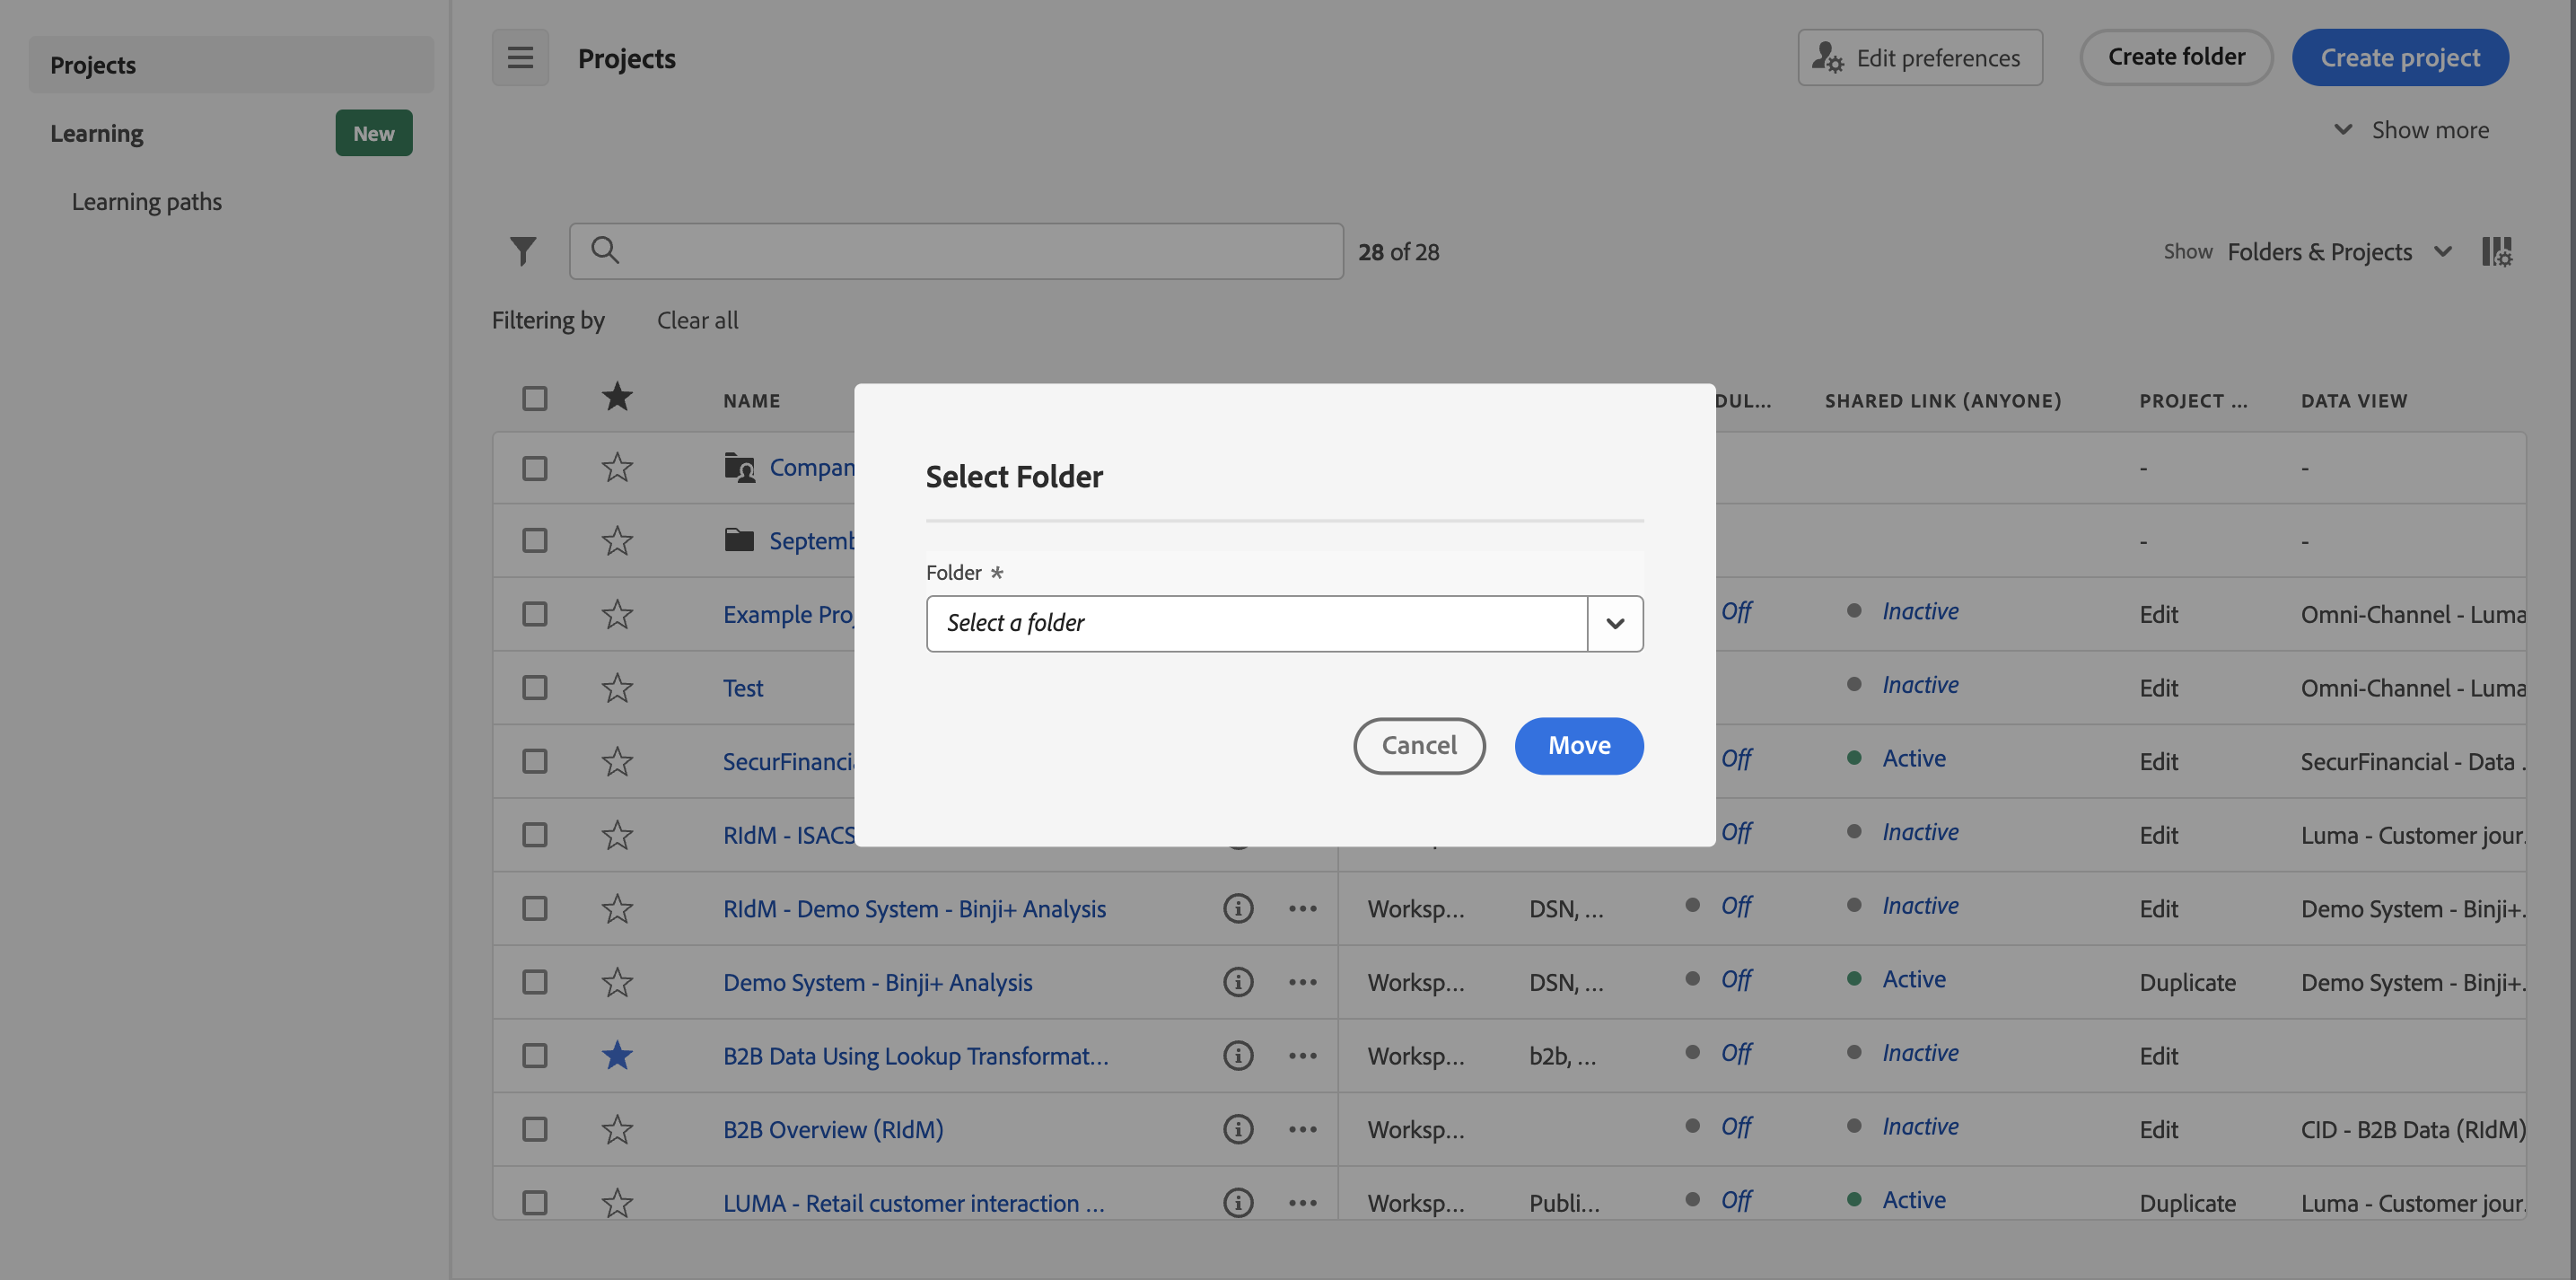 Projects
Learning New
Learning paths
Projects
Edit preferences
Create folder
Create project
Show more
28 of 28
Show Folders & Projects
Filtering by Clear all
NAME DUL... SHARED LINK (ANYONE) PROJECT ... DATA VIEW
Compan - -
Septemb - -
Example Pro Off Inactive Edit Omni-Channel - Luma
Test Inactive Edit Omni-Channel - Luma
SecurFinanci Off Active Edit SecurFinancial - Data .
RIdM - ISACS Off Inactive Edit Luma - Customer jour.
Select Folder
Folder *
Select a folder
Cancel Move
RIdM - Demo System - Binji+ Analysis Worksp... DSN, ... Off Inactive Edit Demo System - Binji+.
Demo System - Binji+ Analysis Worksp... DSN, ... Off Active Duplicate Demo System - Binji+.
B2B Data Using Lookup Transformat... Worksp... b2b, ... Off Inactive Edit
B2B Overview (RIdM) Worksp... Off Inactive Edit CID - B2B Data (RIdM)
LUMA - Retail customer interaction ... Worksp... Publi... Off Active Duplicate Luma - Customer jour.